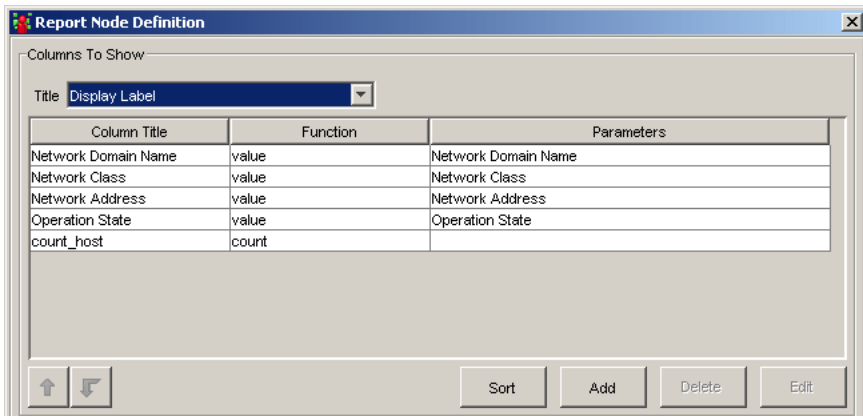 Report Node Definition
Columns To Show
Title Display Label
Column Title Function Parameters
Network Domain Name value Network Domain Name
Network Class value Network Class
Network Address value Network Address
Operation State value Operation State
count_host count
Sort Add Delete Edit